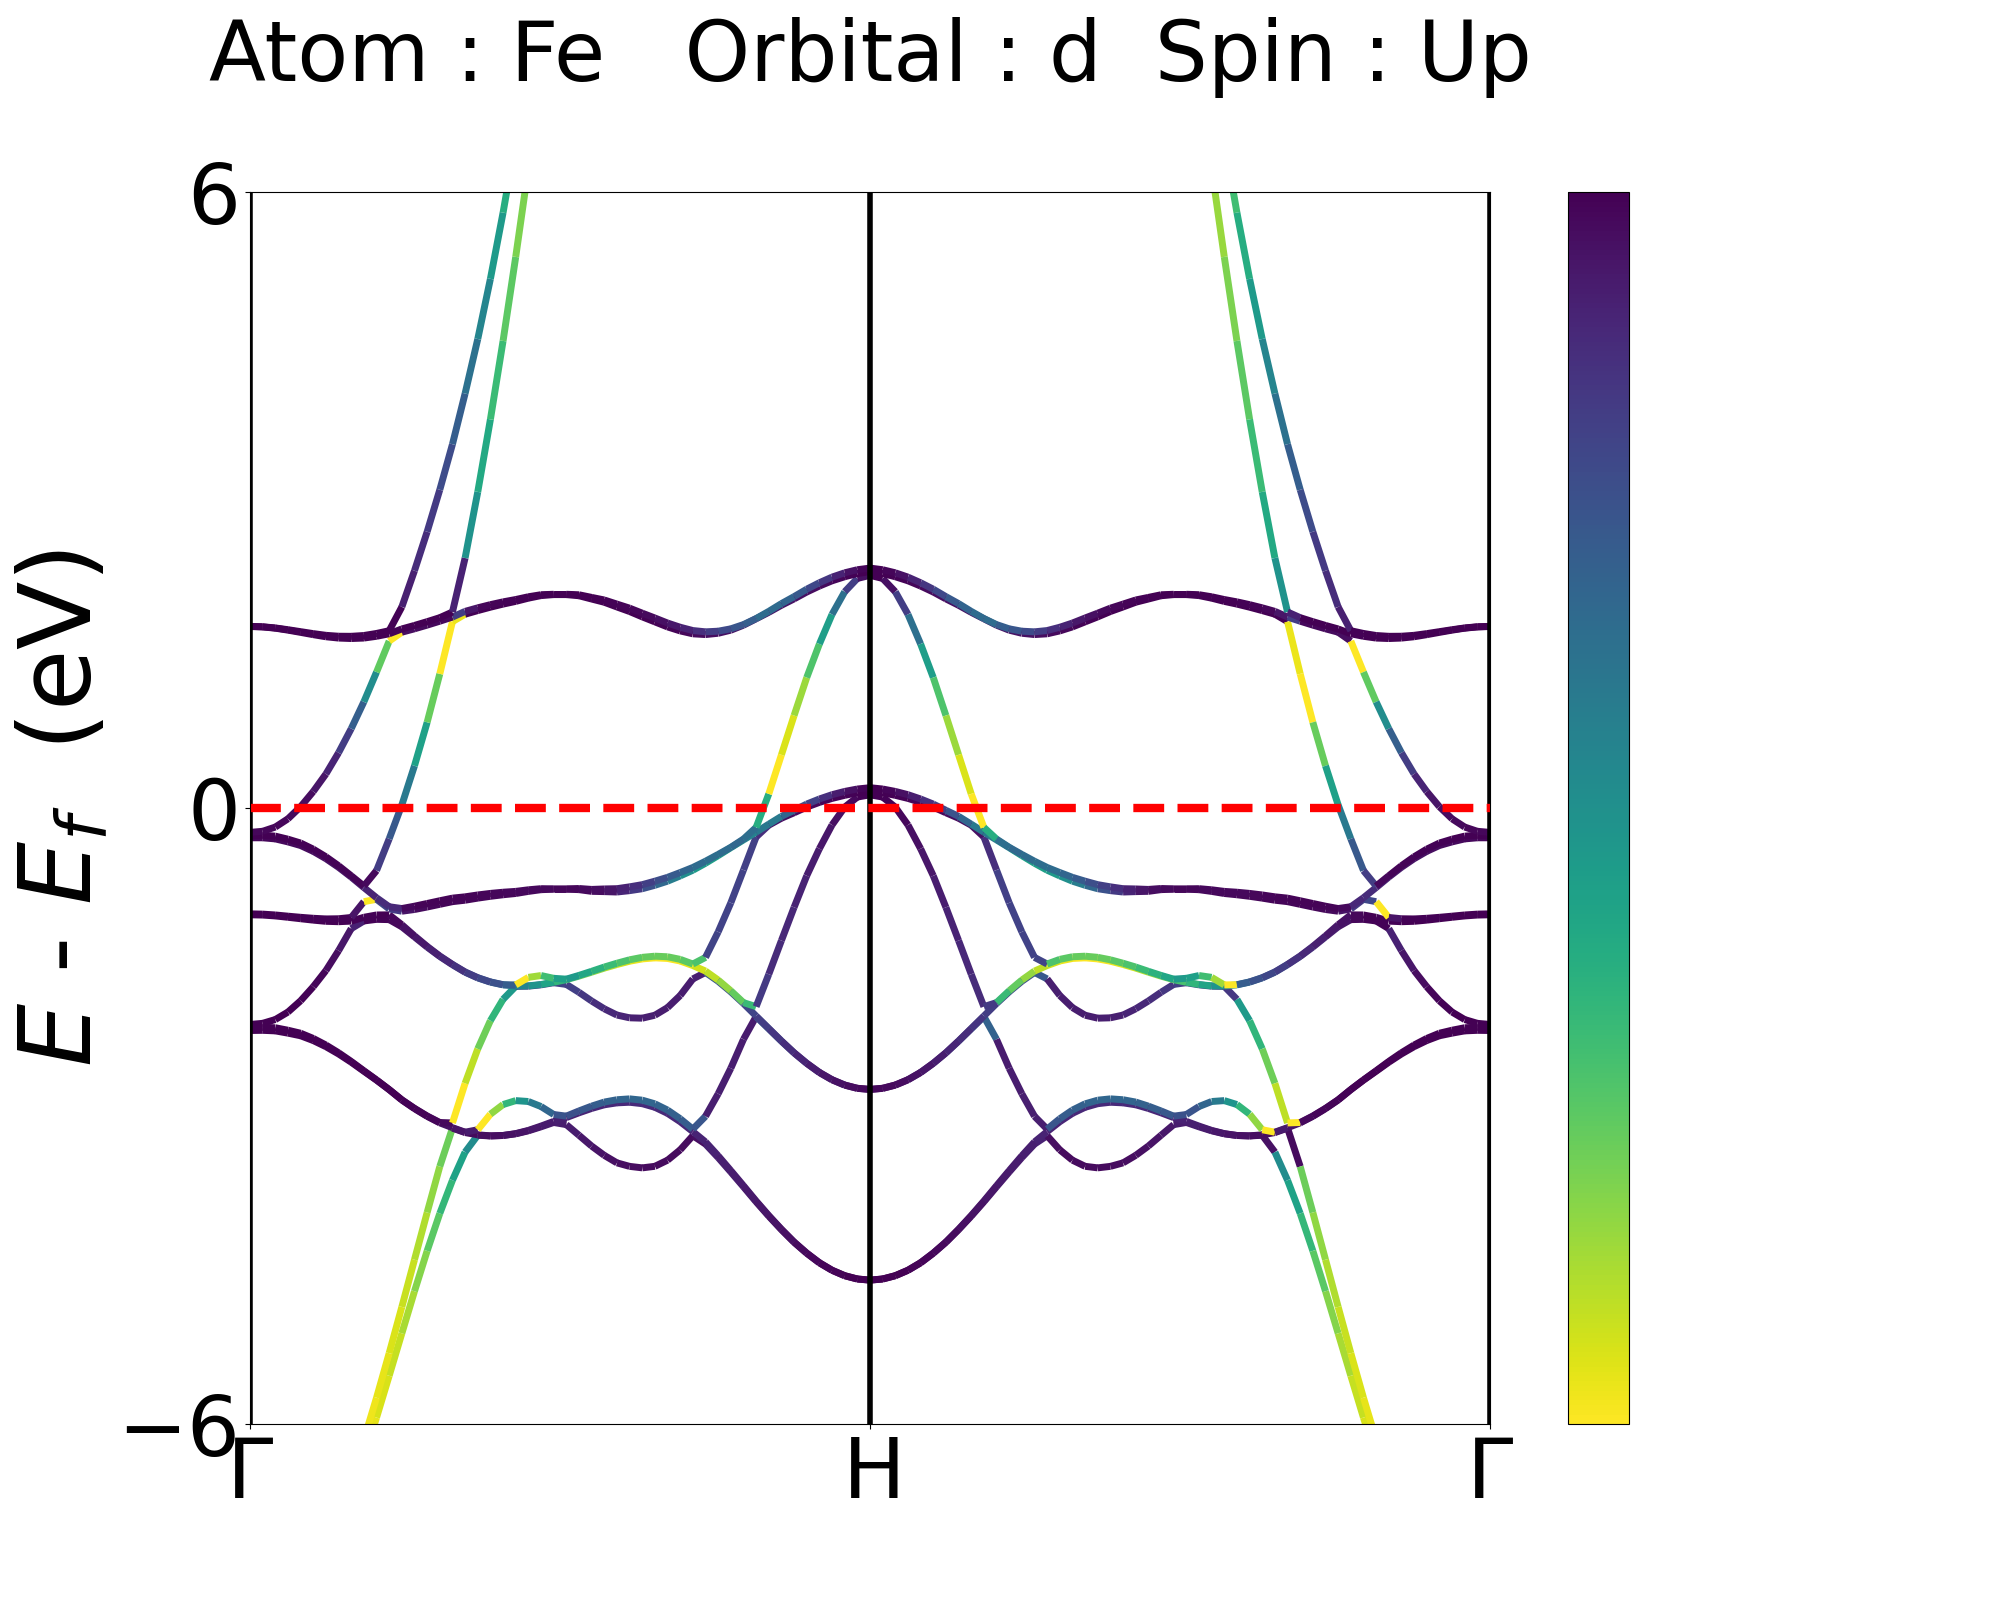 Atom : Fe   Orbital : d  Spin : Up
6
0
−6
E - E_f (eV)
Γ
H
Γ